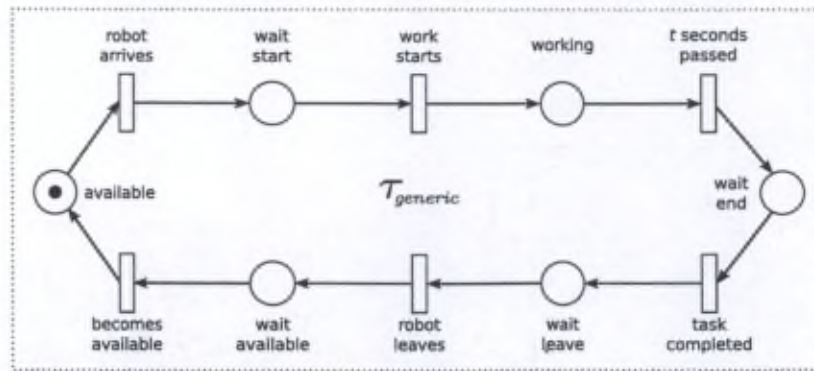 robot
arrives
wait
start
work
starts
working
t seconds
passed
available
𝒯generic
wait
end
becomes
available
wait
available
robot
leaves
wait
leave
task
completed